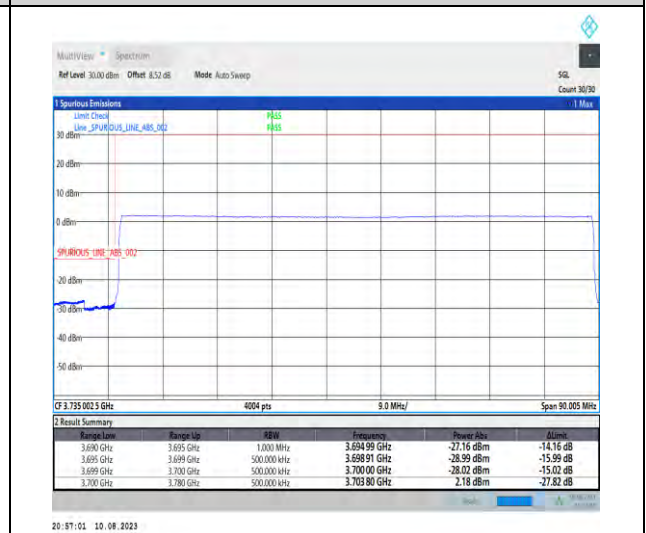 MultiView Spectrum
Ref Level 30.00 dBm Offset 8.52 dB Mode Auto Sweep SGL
Count 30/30
1 Spurious Emissions 1 Max
Limit Check PASS
Line _SPURIOUS_LINE_ABS_002 PASS
30 dBm
20 dBm
10 dBm
0 dBm
_SPURIOUS_LINE_ABS_002
-20 dBm
-30 dBm
-40 dBm
-50 dBm
CF 3.735 002 5 GHz 4004 pts 9.0 MHz/ Span 90.005 MHz
2 Result Summary
Range Low Range Up RBW Frequency Power Abs ΔLimit
3.690 GHz 3.695 GHz 1.000 MHz 3.694 99 GHz -27.16 dBm -14.16 dB
3.695 GHz 3.699 GHz 500.000 kHz 3.698 91 GHz -28.99 dBm -15.99 dB
3.699 GHz 3.700 GHz 500.000 kHz 3.700 00 GHz -28.02 dBm -15.02 dB
3.700 GHz 3.780 GHz 500.000 kHz 3.703 80 GHz 2.18 dBm -27.82 dB
20:57:01 10.08.2023